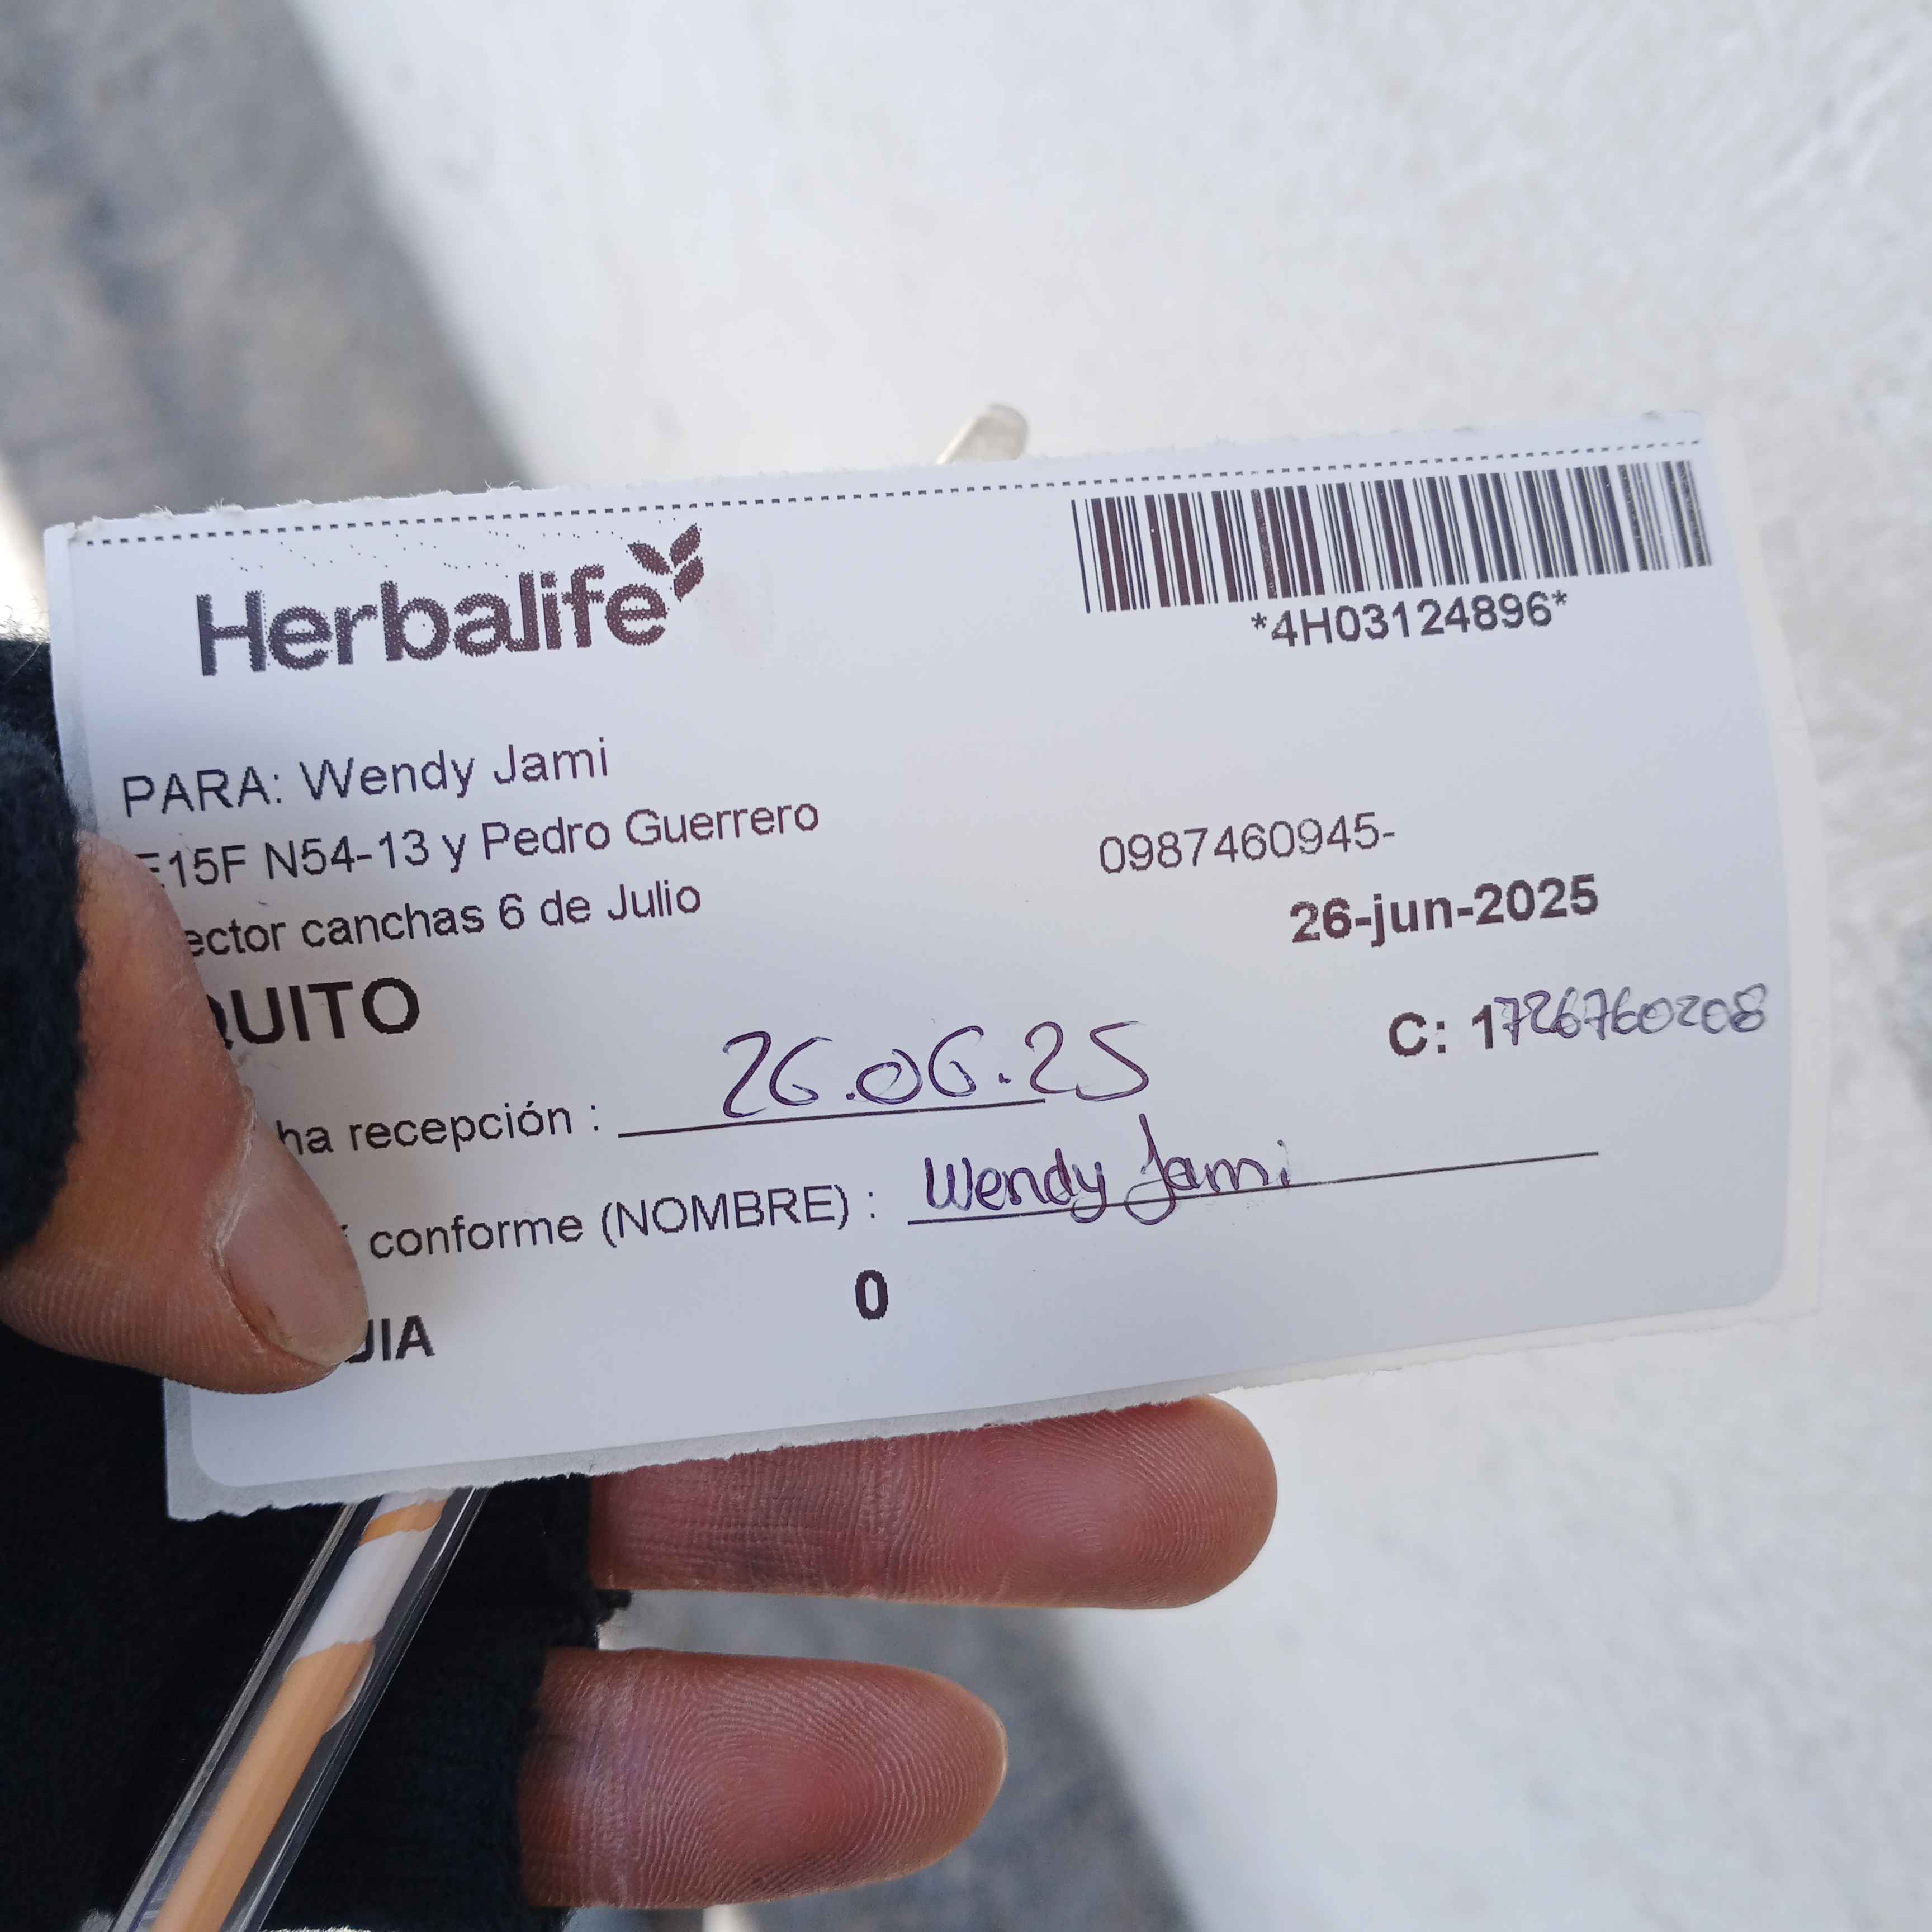 Herbalife
*4H03124896*
PARA: Wendy Jami
E15F N54-13 y Pedro Guerrero
0987460945-
ector canchas 6 de Julio
26-jun-2025
QUITO
C: 1726760208
ha recepción : 26.06.25
conforme (NOMBRE) : Wendy Jami
UIA 0